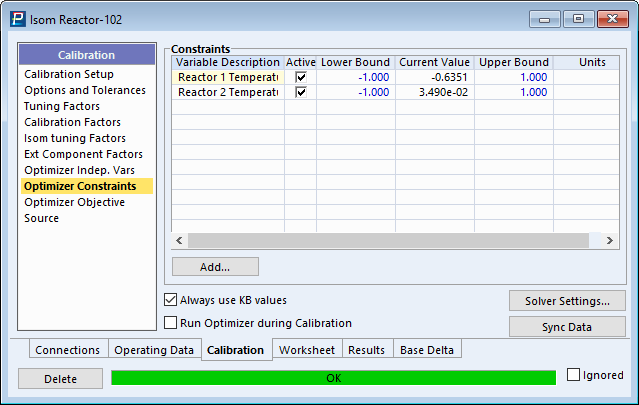 Isom Reactor-102
Calibration
Calibration Setup
Options and Tolerances
Tuning Factors
Calibration Factors
Isom tuning Factors
Ext Component Factors
Optimizer Indep. Vars
Optimizer Constraints
Optimizer Objective
Source
Constraints
Variable Description Active Lower Bound Current Value Upper Bound Units
Reactor 1 Temperatu -1.000 -0.6351 1.000
Reactor 2 Temperatu -1.000 3.490e-02 1.000
Add...
Always use KB values
Run Optimizer during Calibration
Solver Settings...
Sync Data
Connections Operating Data Calibration Worksheet Results Base Delta
Delete OK Ignored